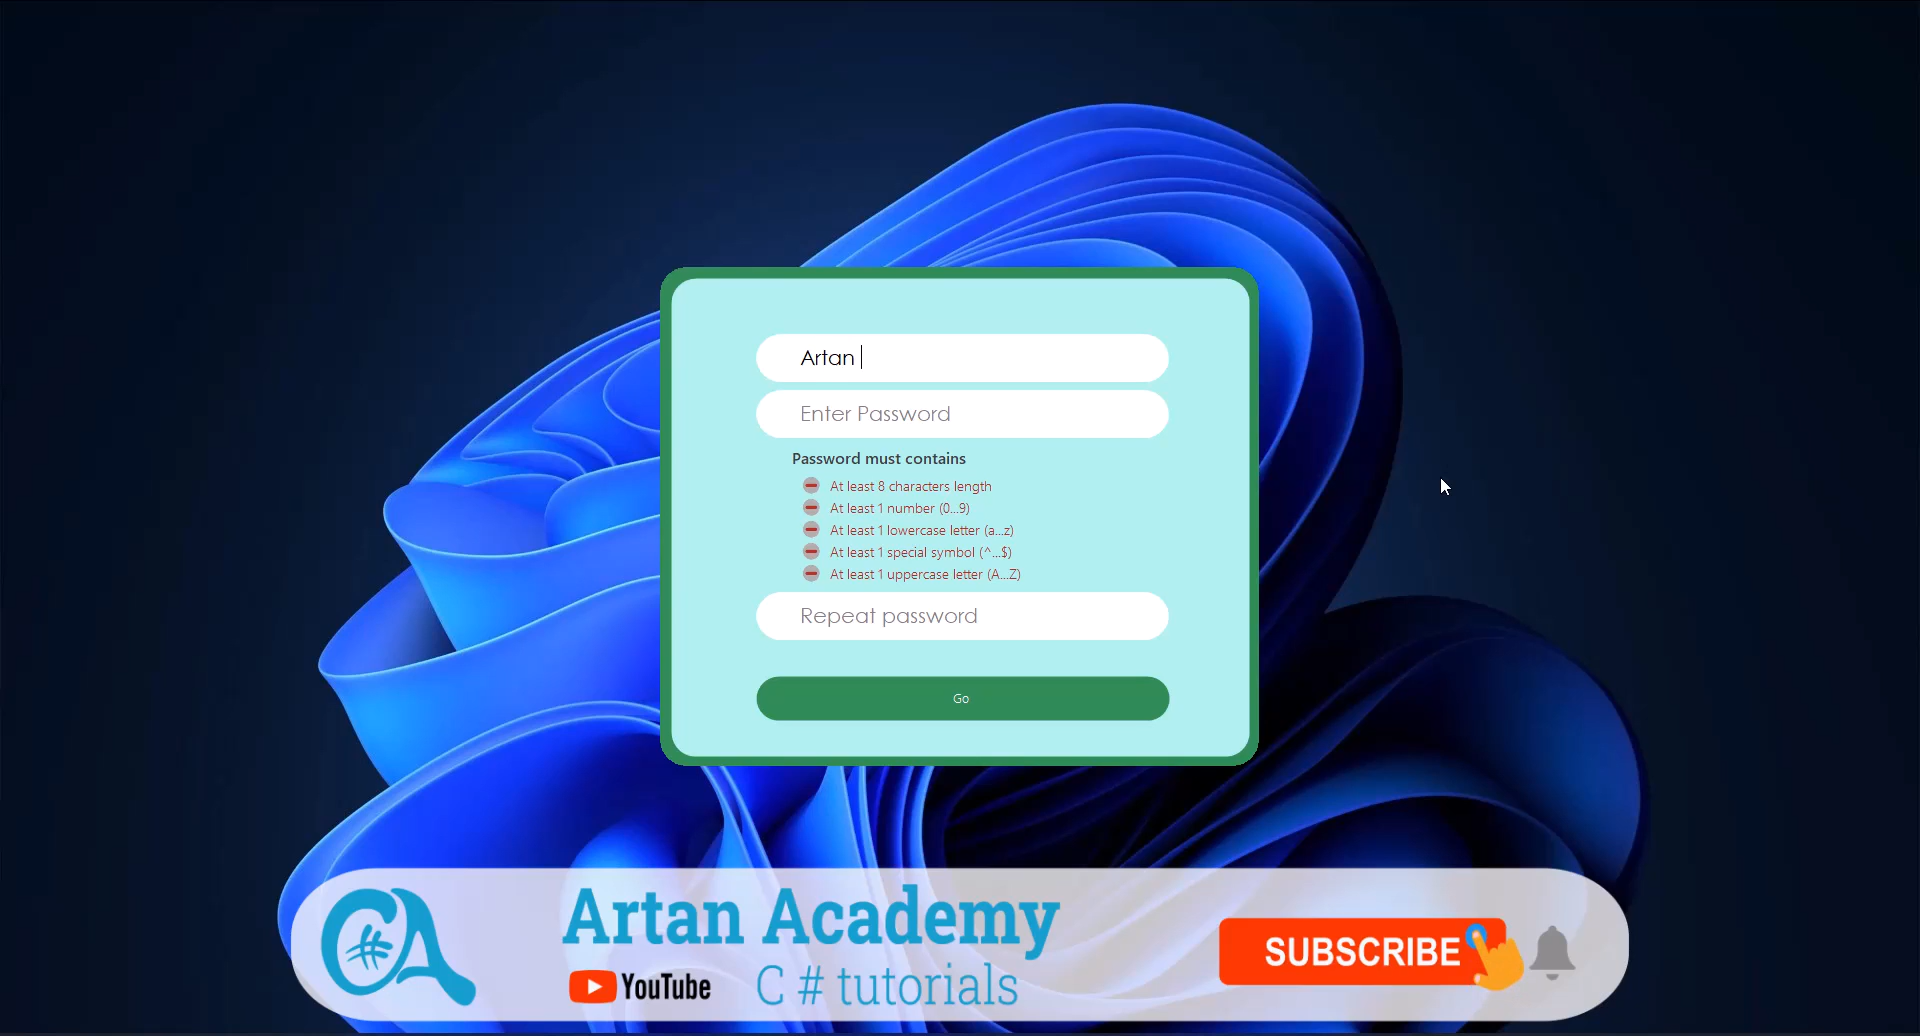 Artan
Enter Password
Password must contains
At least 8 characters length
At least 1 number (0...9)
At least 1 lowercase letter (a...z)
At least 1 special symbol (^...$)
At least 1 uppercase letter (A...Z)
Repeat password
Go
Artan Academy
YouTube C # tutorials
SUBSCRIBE